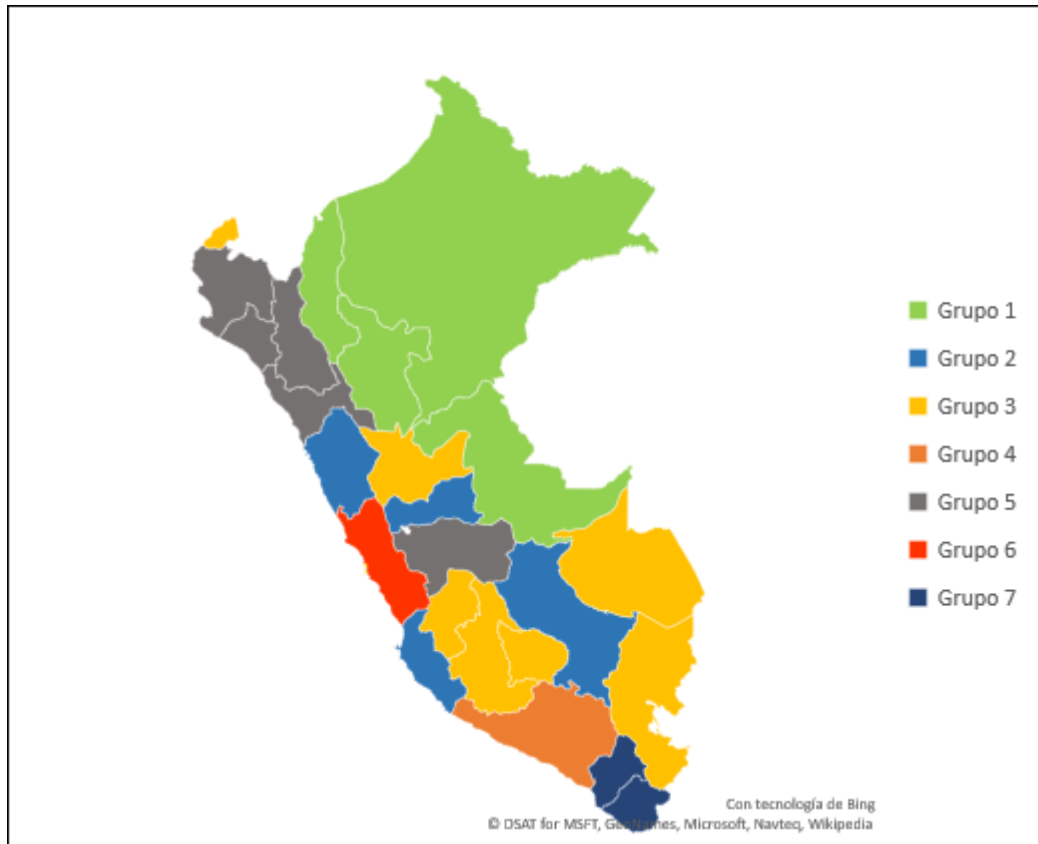 Grupo 1
Grupo 2
Grupo 3
Grupo 4
Grupo 5
Grupo 6
Grupo 7
Con tecnología de Bing
© DSAT for MSFT, GeoNames, Microsoft, Navteq, Wikipedia